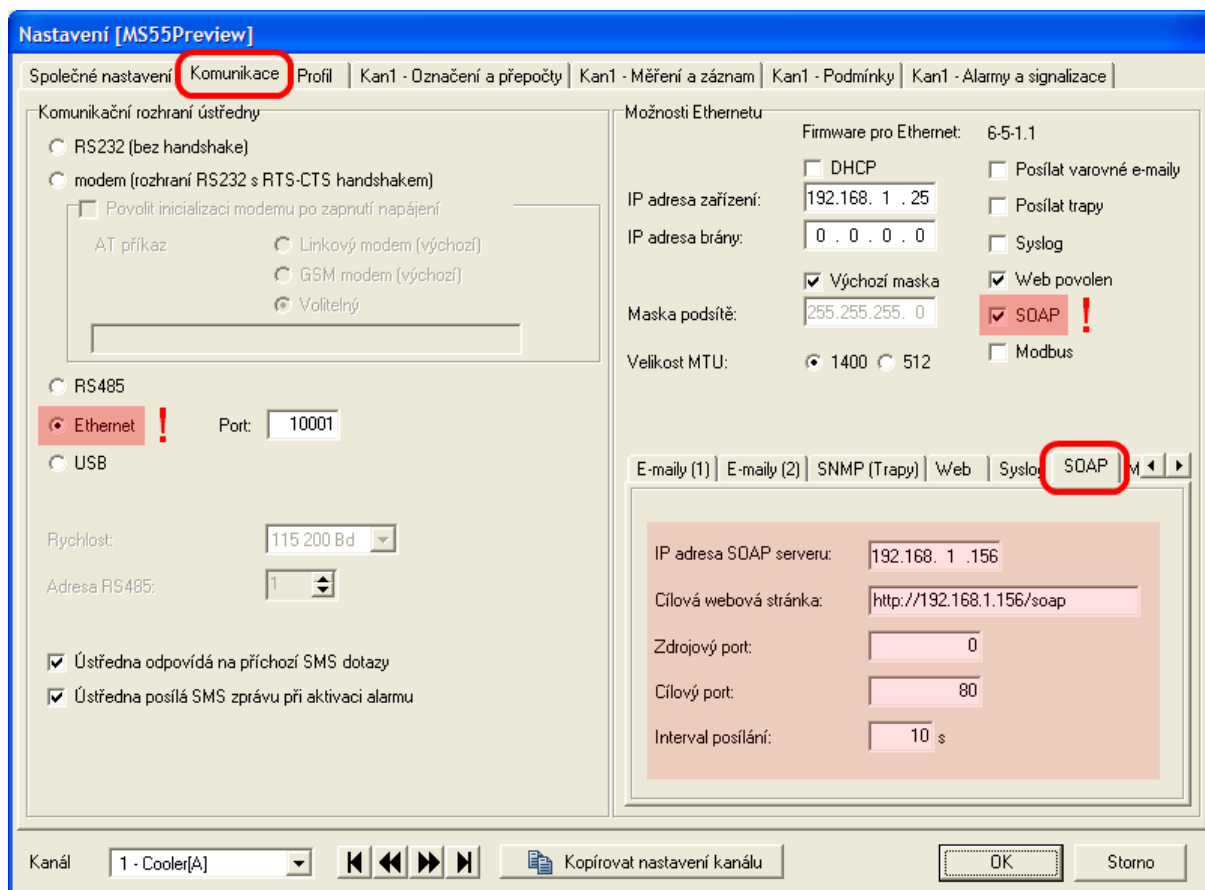 Nastavení [MS55Preview]
Společné nastavení Komunikace Profil Kan1 - Označení a přepočty Kan1 - Měření a záznam Kan1 - Podmínky Kan1 - Alarmy a signalizace
Komunikační rozhraní ústředny
RS232 (bez handshake)
modem (rozhraní RS232 s RTS-CTS handshakem)
Povolit inicializaci modemu po zapnutí napájení
AT příkaz
Linkový modem (výchozí)
GSM modem (výchozí)
Volitelný
RS485
Ethernet ! Port: 10001
USB
Rychlost: 115 200 Bd
Adresa RS485: 1
Ústředna odpovídá na příchozí SMS dotazy
Ústředna posílá SMS zprávu při aktivaci alarmu
Možnosti Ethernetu
Firmware pro Ethernet: 6-5-1.1
DHCP
IP adresa zařízení: 192.168. 1 . 25
IP adresa brány: 0 . 0 . 0 . 0
Výchozí maska
Maska podsítě: 255.255.255. 0
Velikost MTU: 1400 512
Posílat varovné e-maily
Posílat trapy
Syslog
Web povolen
SOAP !
Modbus
E-maily (1) E-maily (2) SNMP (Trapy) Web Syslog SOAP M
IP adresa SOAP serveru: 192.168. 1 .156
Cílová webová stránka: http://192.168.1.156/soap
Zdrojový port: 0
Cílový port: 80
Interval posílání: 10 s
Kanál 1 - Cooler[A] Kopírovat nastavení kanálu OK Storno